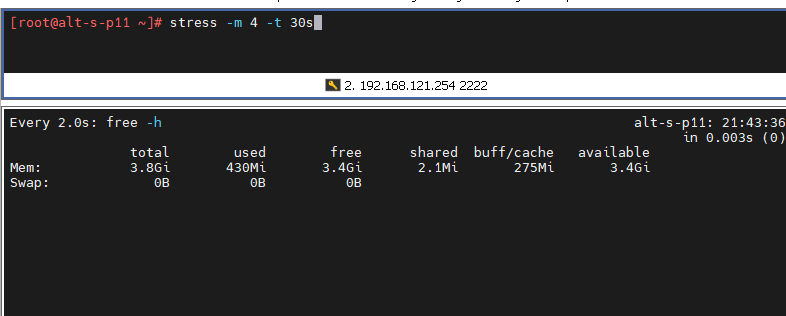 [root@alt-s-p11 ~]# stress -m 4 -t 30s
2. 192.168.121.254 2222
Every 2.0s: free -h alt-s-p11: 21:43:36
in 0.003s (0)
total used free shared buff/cache available
Mem: 3.8Gi 430Mi 3.4Gi 2.1Mi 275Mi 3.4Gi
Swap: 0B 0B 0B